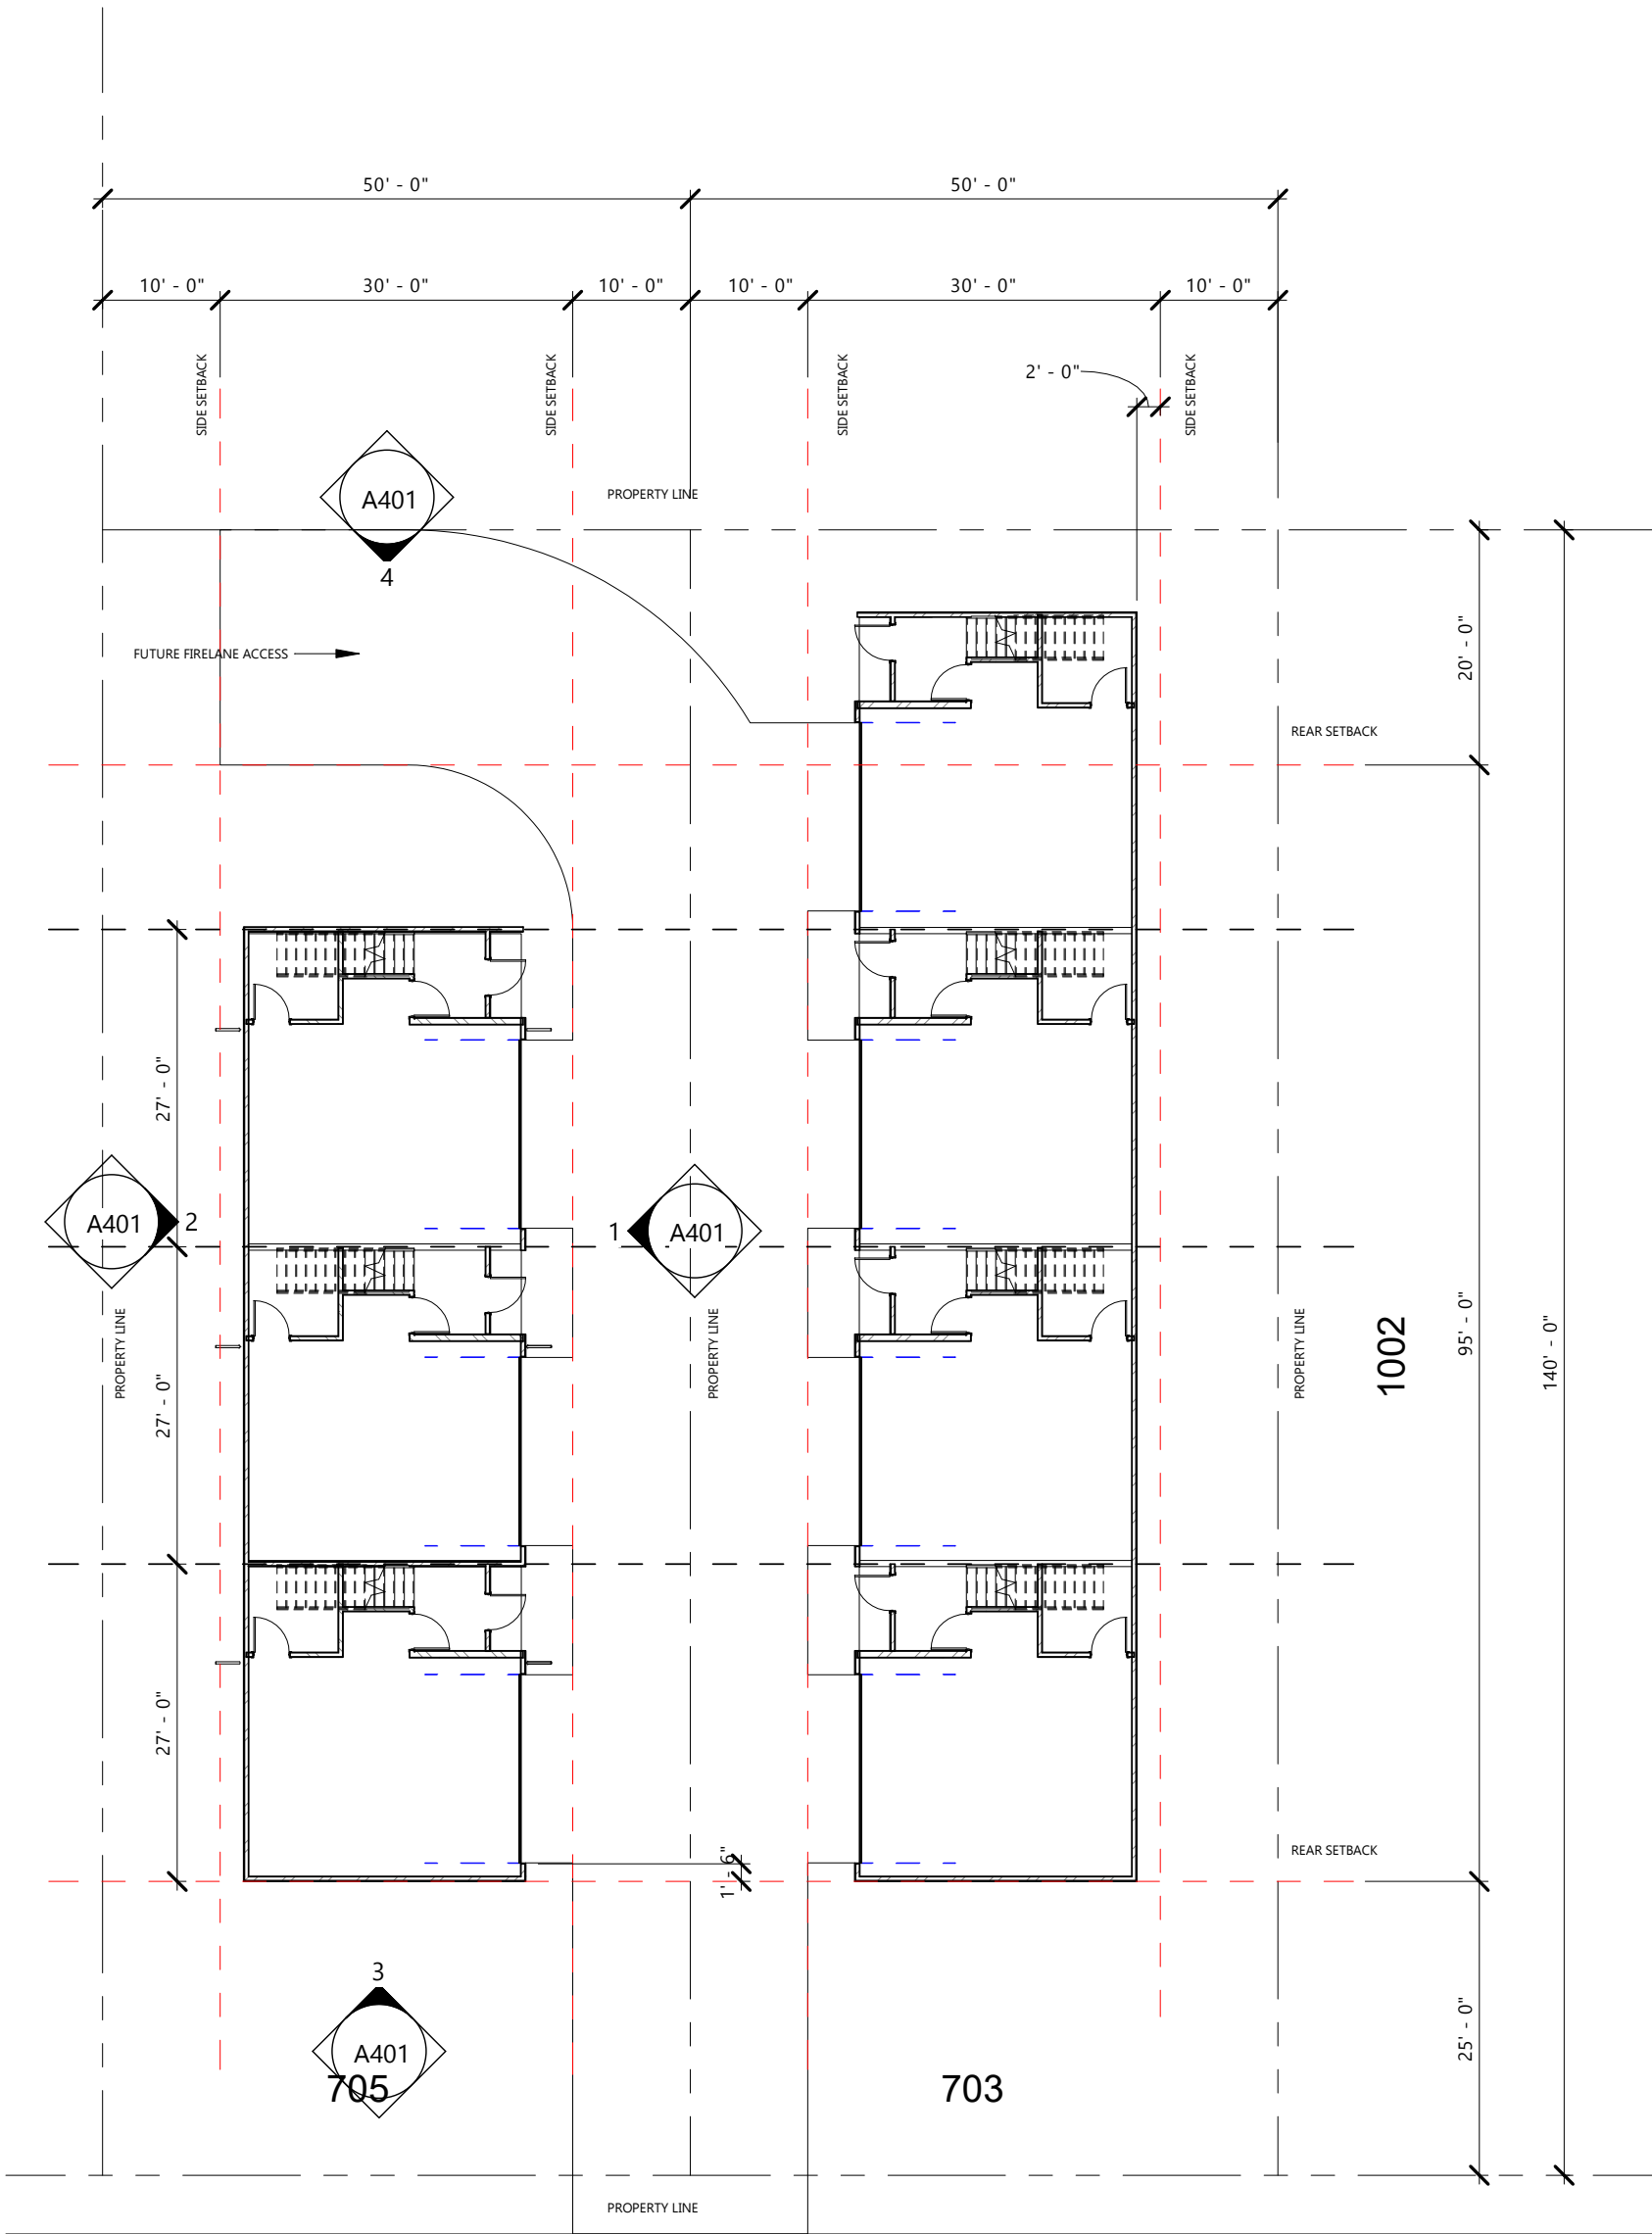 50' - 0"
50' - 0"
10' - 0"
30' - 0"
10' - 0"
10' - 0"
30' - 0"
10' - 0"
SIDE SETBACK
SIDE SETBACK
SIDE SETBACK
2' - 0"
SIDE SETBACK
A401
4
PROPERTY LINE
FUTURE FIRELANE ACCESS
20' - 0"
REAR SETBACK
27' - 0"
A401
2
1
A401
PROPERTY LINE
27' - 0"
PROPERTY LINE
PROPERTY LINE
1002
95' - 0"
140' - 0"
27' - 0"
1' - 6"
REAR SETBACK
3
A401
705
703
25' - 0"
PROPERTY LINE